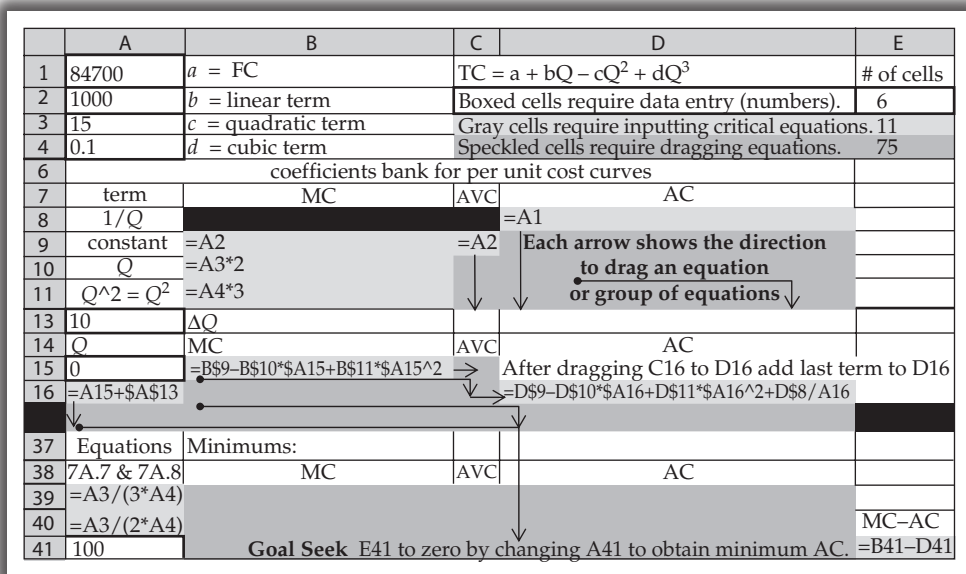 A B C D E
1 84700 a = FC TC = a + bQ – cQ² + dQ³ # of cells
2 1000 b = linear term Boxed cells require data entry (numbers). 6
3 15 c = quadratic term Gray cells require inputting critical equations. 11
4 0.1 d = cubic term Speckled cells require dragging equations. 75
6 coefficients bank for per unit cost curves
7 term MC AVC AC
8 1/Q =A1
9 constant =A2 =A2 Each arrow shows the direction
10 Q =A3*2 to drag an equation
11 Q^2 = Q² =A4*3 or group of equations
13 10 ΔQ
14 Q MC AVC AC
15 0 =B$9–B$10*$A15+B$11*$A15^2 After dragging C16 to D16 add last term to D16
16 =A15+$A$13 =D$9–D$10*$A16+D$11*$A16^2+D$8/A16
37 Equations Minimums:
38 7A.7 & 7A.8 MC AVC AC
39 =A3/(3*A4)
40 =A3/(2*A4) MC–AC
41 100 Goal Seek E41 to zero by changing A41 to obtain minimum AC. =B41–D41